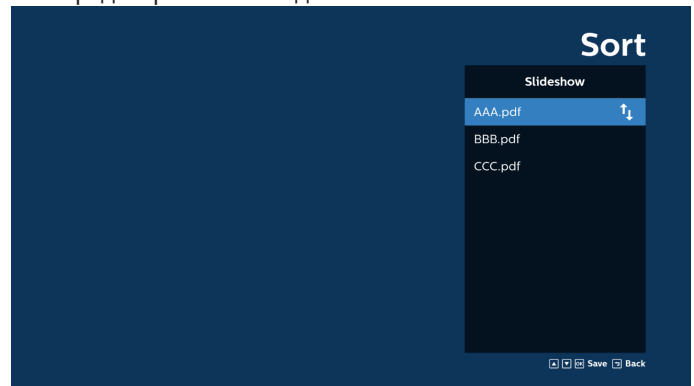 Sort
Slideshow
AAA.pdf
BBB.pdf
CCC.pdf
OK Save Back